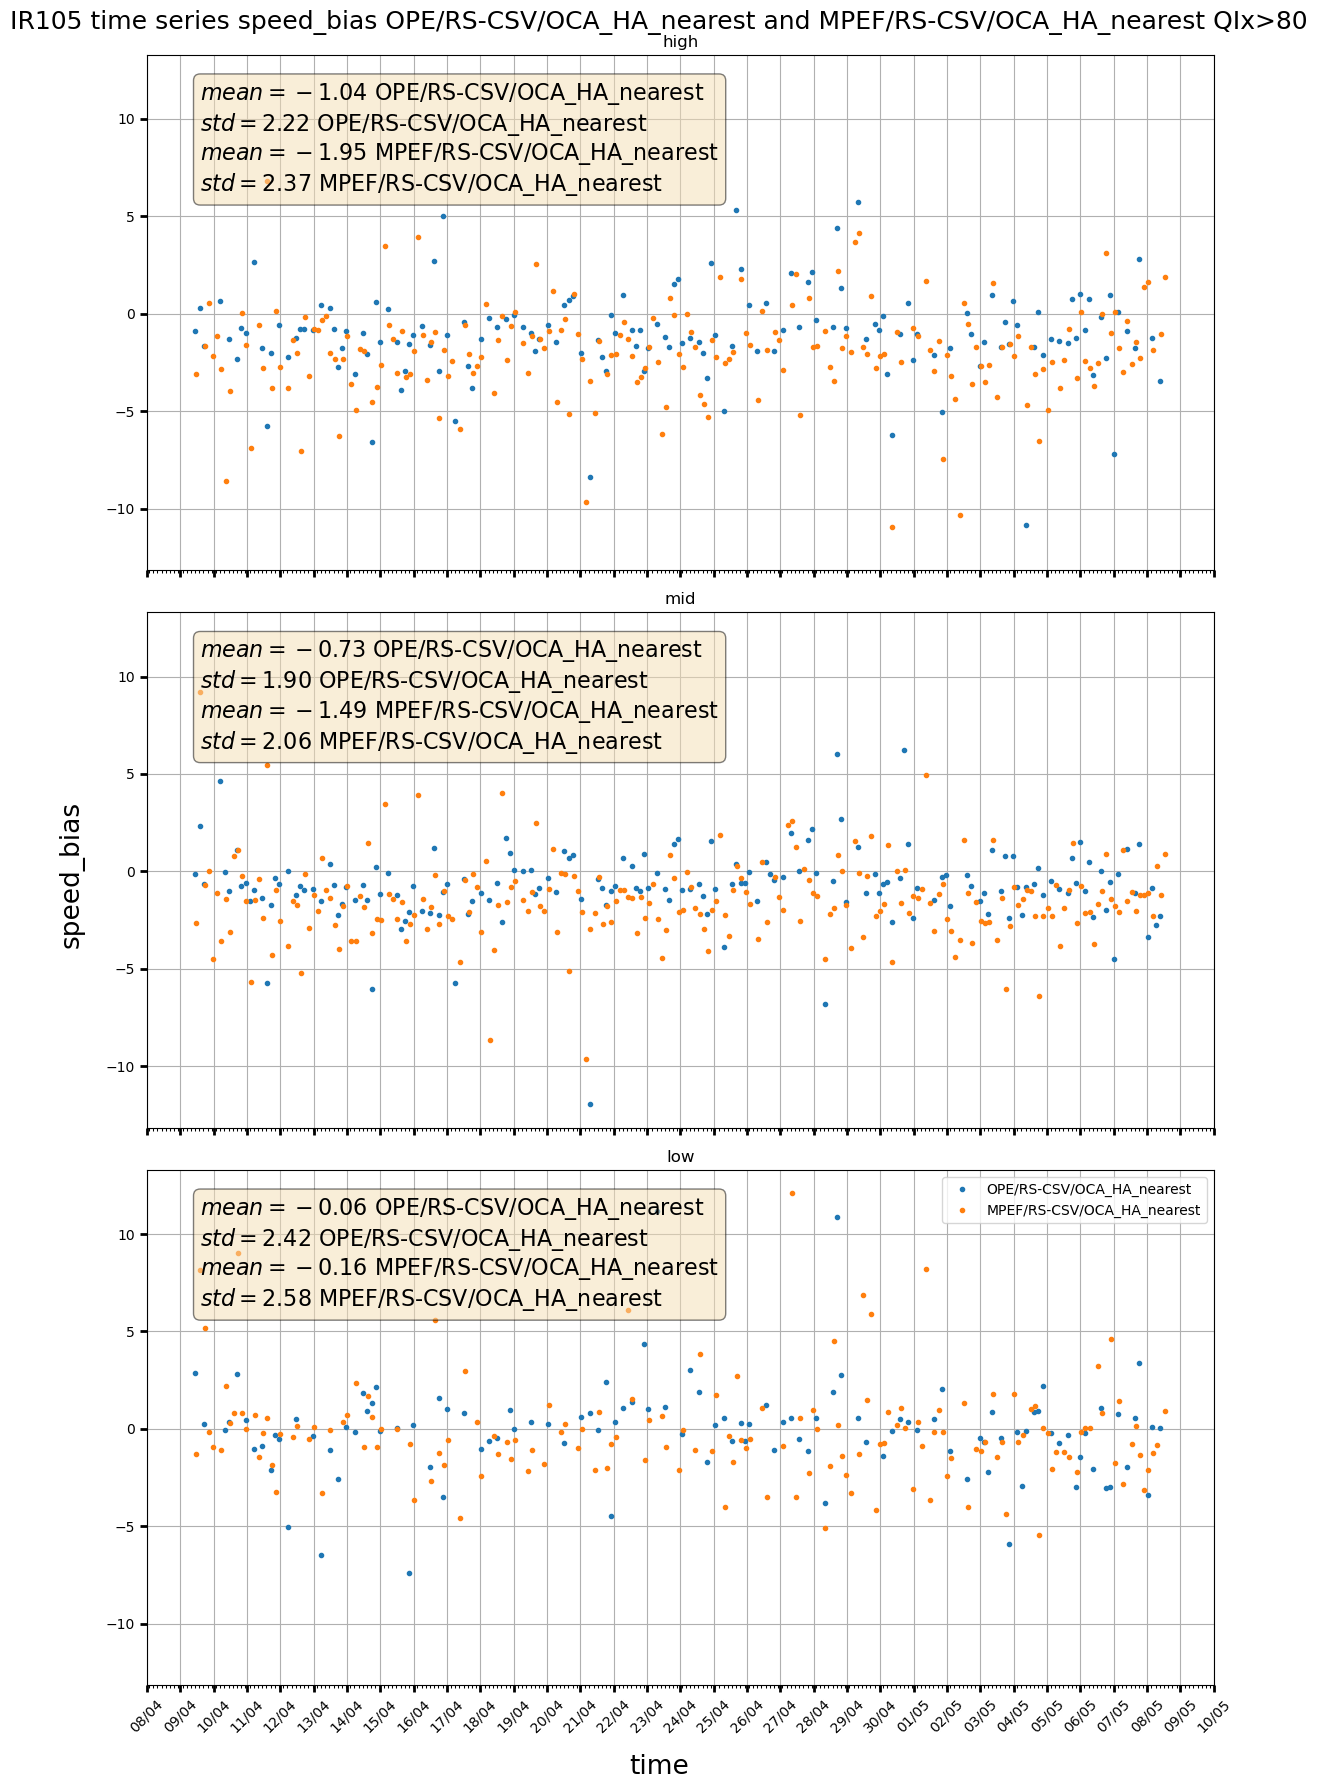 IR105 time series speed_bias OPE/RS-CSV/OCA_HA_nearest and MPEF/RS-CSV/OCA_HA_nearest QIx>80
high
mean = −1.04 OPE/RS-CSV/OCA_HA_nearest
std = 2.22 OPE/RS-CSV/OCA_HA_nearest
mean = −1.95 MPEF/RS-CSV/OCA_HA_nearest
std = 2.37 MPEF/RS-CSV/OCA_HA_nearest
10
5
0
−5
−10
mid
mean = −0.73 OPE/RS-CSV/OCA_HA_nearest
std = 1.90 OPE/RS-CSV/OCA_HA_nearest
mean = −1.49 MPEF/RS-CSV/OCA_HA_nearest
std = 2.06 MPEF/RS-CSV/OCA_HA_nearest
10
5
0
−5
−10
speed_bias
low
mean = −0.06 OPE/RS-CSV/OCA_HA_nearest
std = 2.42 OPE/RS-CSV/OCA_HA_nearest
mean = −0.16 MPEF/RS-CSV/OCA_HA_nearest
std = 2.58 MPEF/RS-CSV/OCA_HA_nearest
OPE/RS-CSV/OCA_HA_nearest
MPEF/RS-CSV/OCA_HA_nearest
10
5
0
−5
−10
08/04 09/04 10/04 11/04 12/04 13/04 14/04 15/04 16/04 17/04 18/04 19/04 20/04 21/04 22/04 23/04 24/04 25/04 26/04 27/04 28/04 29/04 30/04 01/05 02/05 03/05 04/05 05/05 06/05 07/05 08/05 09/05 10/05
time